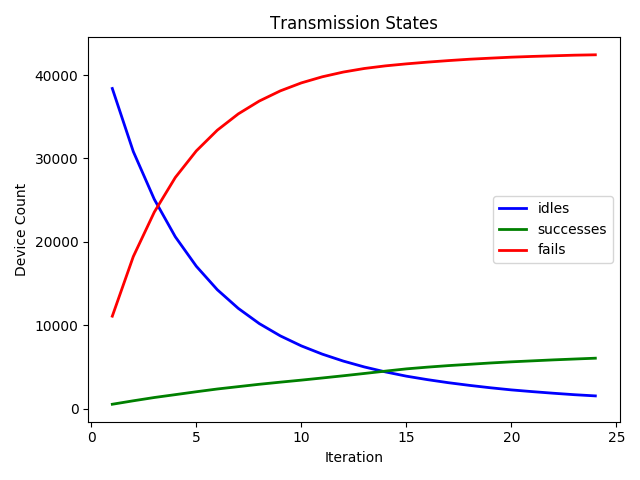 Transmission States
Device Count
40000
30000
20000
10000
0
idles
successes
fails
0 5 10 15 20 25
Iteration